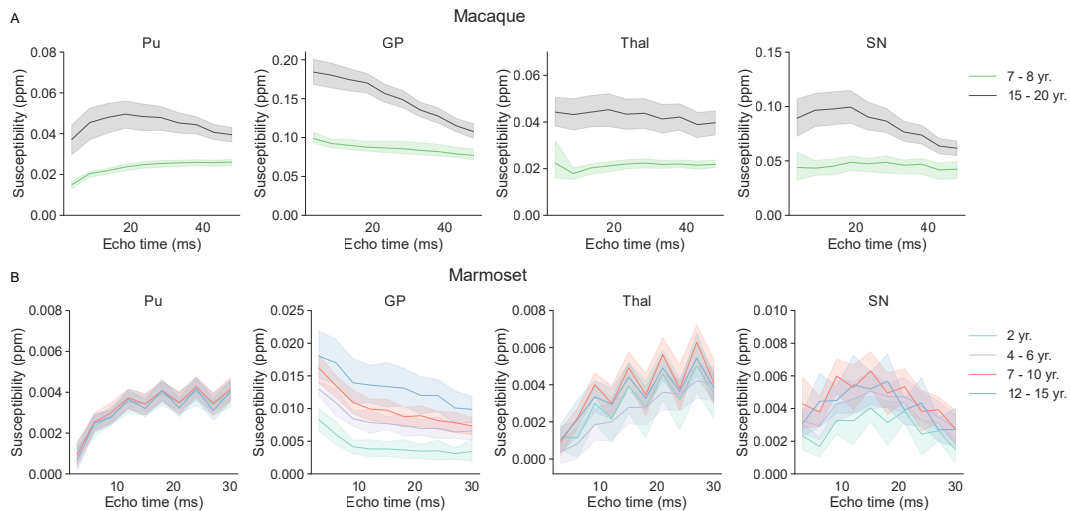 A
Macaque
Pu
GP
Thal
SN
Susceptibility (ppm)
0.08
0.06
0.04
0.02
0.00
20
40
Echo time (ms)
Susceptibility (ppm)
0.20
0.15
0.10
0.05
0.00
20
40
Echo time (ms)
Susceptibility (ppm)
0.06
0.04
0.02
0.00
20
40
Echo time (ms)
Susceptibility (ppm)
0.15
0.10
0.05
0.00
20
40
Echo time (ms)
7 - 8 yr.
15 - 20 yr.
B
Marmoset
Pu
GP
Thal
SN
Susceptibility (ppm)
0.008
0.006
0.004
0.002
0.000
10
20
30
Echo time (ms)
Susceptibility (ppm)
0.025
0.020
0.015
0.010
0.005
0.000
10
20
30
Echo time (ms)
Susceptibility (ppm)
0.008
0.006
0.004
0.002
0.000
10
20
30
Echo time (ms)
Susceptibility (ppm)
0.008
0.006
0.004
0.002
0.000
10
20
30
Echo time (ms)
2 yr.
4 - 6 yr.
7 - 10 yr.
12 - 15 yr.